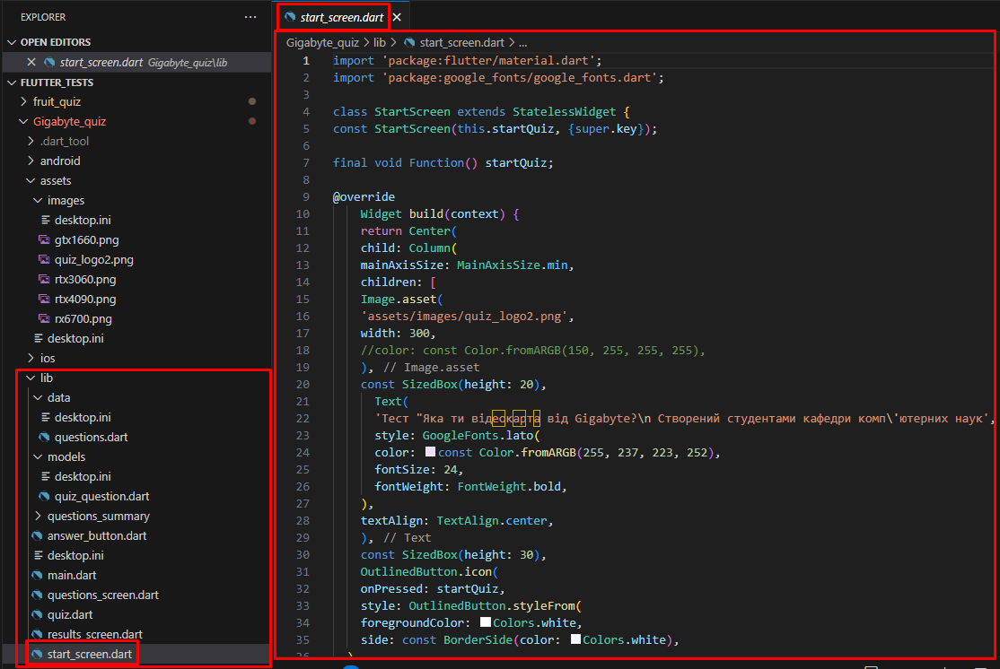 EXPLORER
OPEN EDITORS
start_screen.dart Gigabyte_quiz\lib
FLUTTER_TESTS
fruit_quiz
Gigabyte_quiz
.dart_tool
android
assets
images
desktop.ini
gtx1660.png
quiz_logo2.png
rtx3060.png
rtx4090.png
rx6700.png
desktop.ini
ios
lib
data
desktop.ini
questions.dart
models
desktop.ini
quiz_question.dart
questions_summary
answer_button.dart
desktop.ini
main.dart
questions_screen.dart
quiz.dart
results_screen.dart
start_screen.dart
start_screen.dart
Gigabyte_quiz > lib > start_screen.dart > ...
1 import 'package:flutter/material.dart';
2 import 'package:google_fonts/google_fonts.dart';
3
4 class StartScreen extends StatelessWidget {
5 const StartScreen(this.startQuiz, {super.key});
6
7 final void Function() startQuiz;
8
9 @override
10 Widget build(context) {
11 return Center(
12 child: Column(
13 mainAxisSize: MainAxisSize.min,
14 children: [
15 Image.asset(
16 'assets/images/quiz_logo2.png',
17 width: 300,
18 //color: const Color.fromARGB(150, 255, 255, 255),
19 ), // Image.asset
20 const SizedBox(height: 20),
21 Text(
22 'Тест "Яка ти відеокарта від Gigabyte?\n Створений студентами кафедри комп\'ютерних наук',
23 style: GoogleFonts.lato(
24 color: const Color.fromARGB(255, 237, 223, 252),
25 fontSize: 24,
26 fontWeight: FontWeight.bold,
27 ),
28 textAlign: TextAlign.center,
29 ), // Text
30 const SizedBox(height: 30),
31 OutlinedButton.icon(
32 onPressed: startQuiz,
33 style: OutlinedButton.styleFrom(
34 foregroundColor: Colors.white,
35 side: const BorderSide(color: Colors.white),
36 )